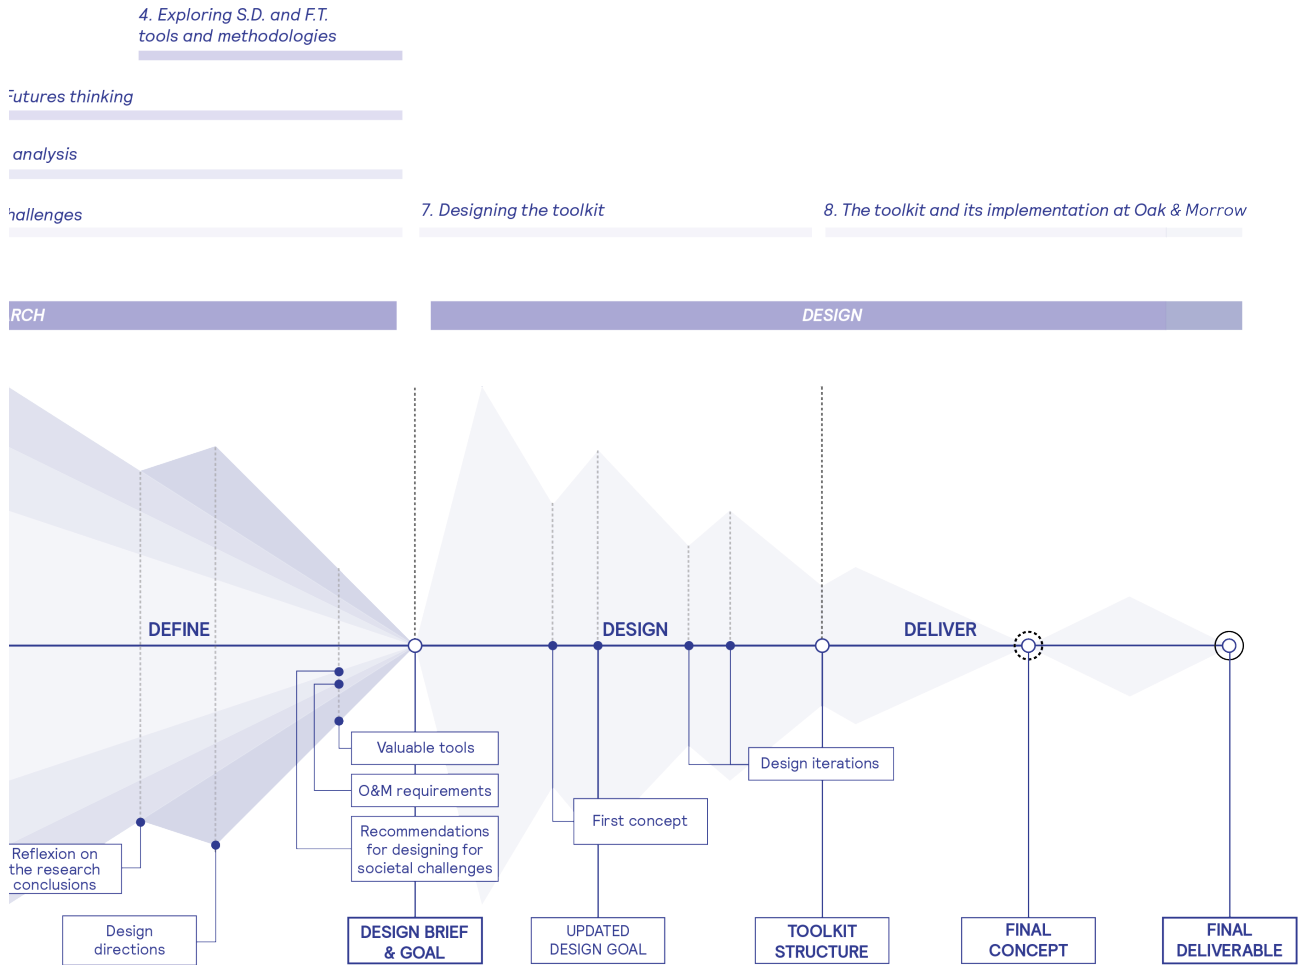 4. Exploring S.D. and F.T.
tools and methodologies
Futures thinking
analysis
hallenges
7. Designing the toolkit
8. The toolkit and its implementation at Oak & Morrow
RCH
DESIGN
DEFINE
DESIGN
DELIVER
Valuable tools
O&M requirements
Recommendations
for designing for
societal challenges
Design iterations
First concept
Reflexion on
the research
conclusions
Design
directions
DESIGN BRIEF
& GOAL
UPDATED
DESIGN GOAL
TOOLKIT
STRUCTURE
FINAL
CONCEPT
FINAL
DELIVERABLE